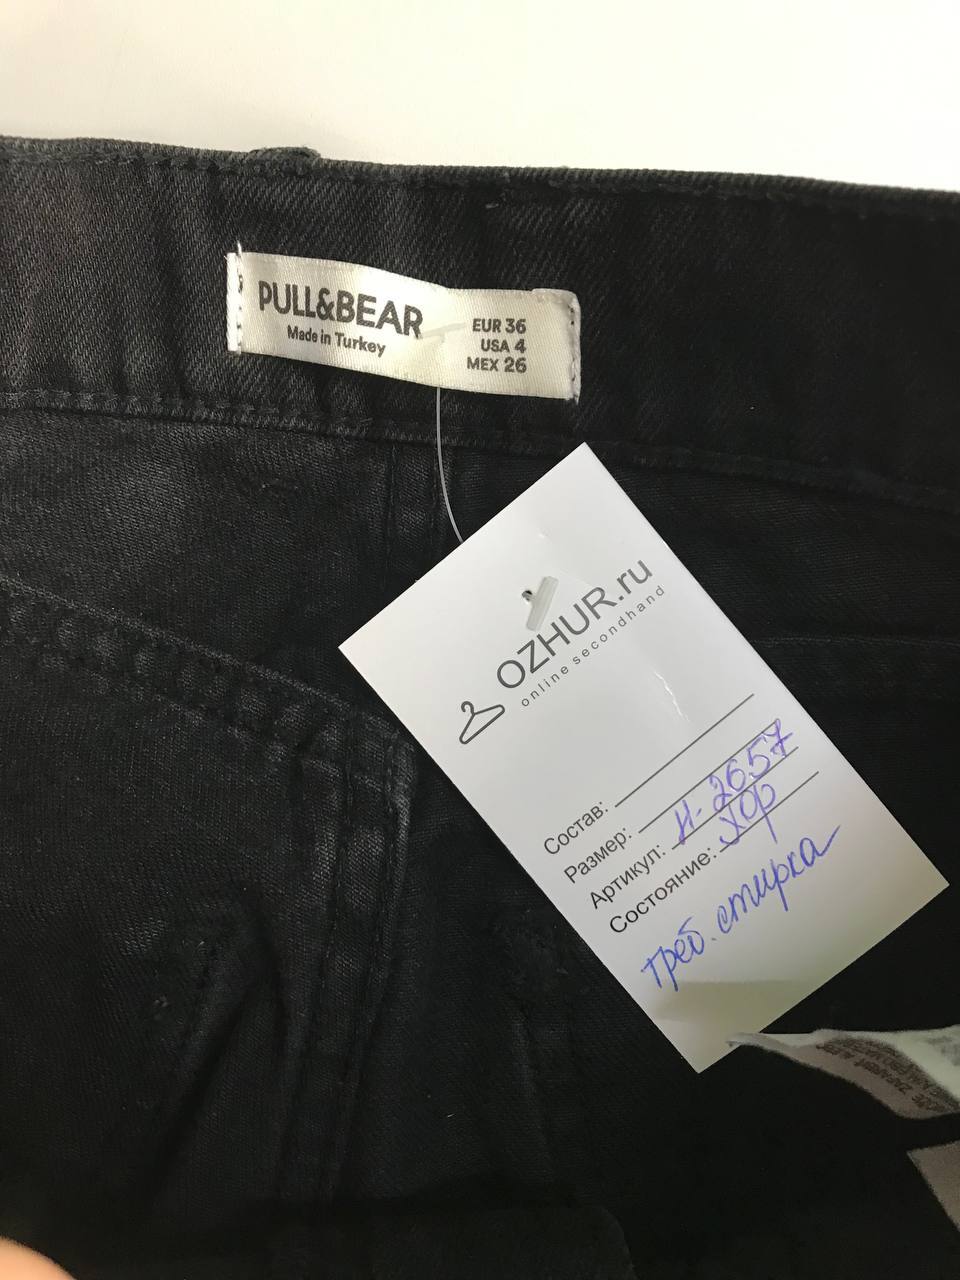 PULL&BEAR
Made in Turkey
EUR 36
USA 4
MEX 26
OZHUR.ru
online secondhand
Состав:
Размер:
Артикул: И-2657
Состояние: хор
треб. стирка